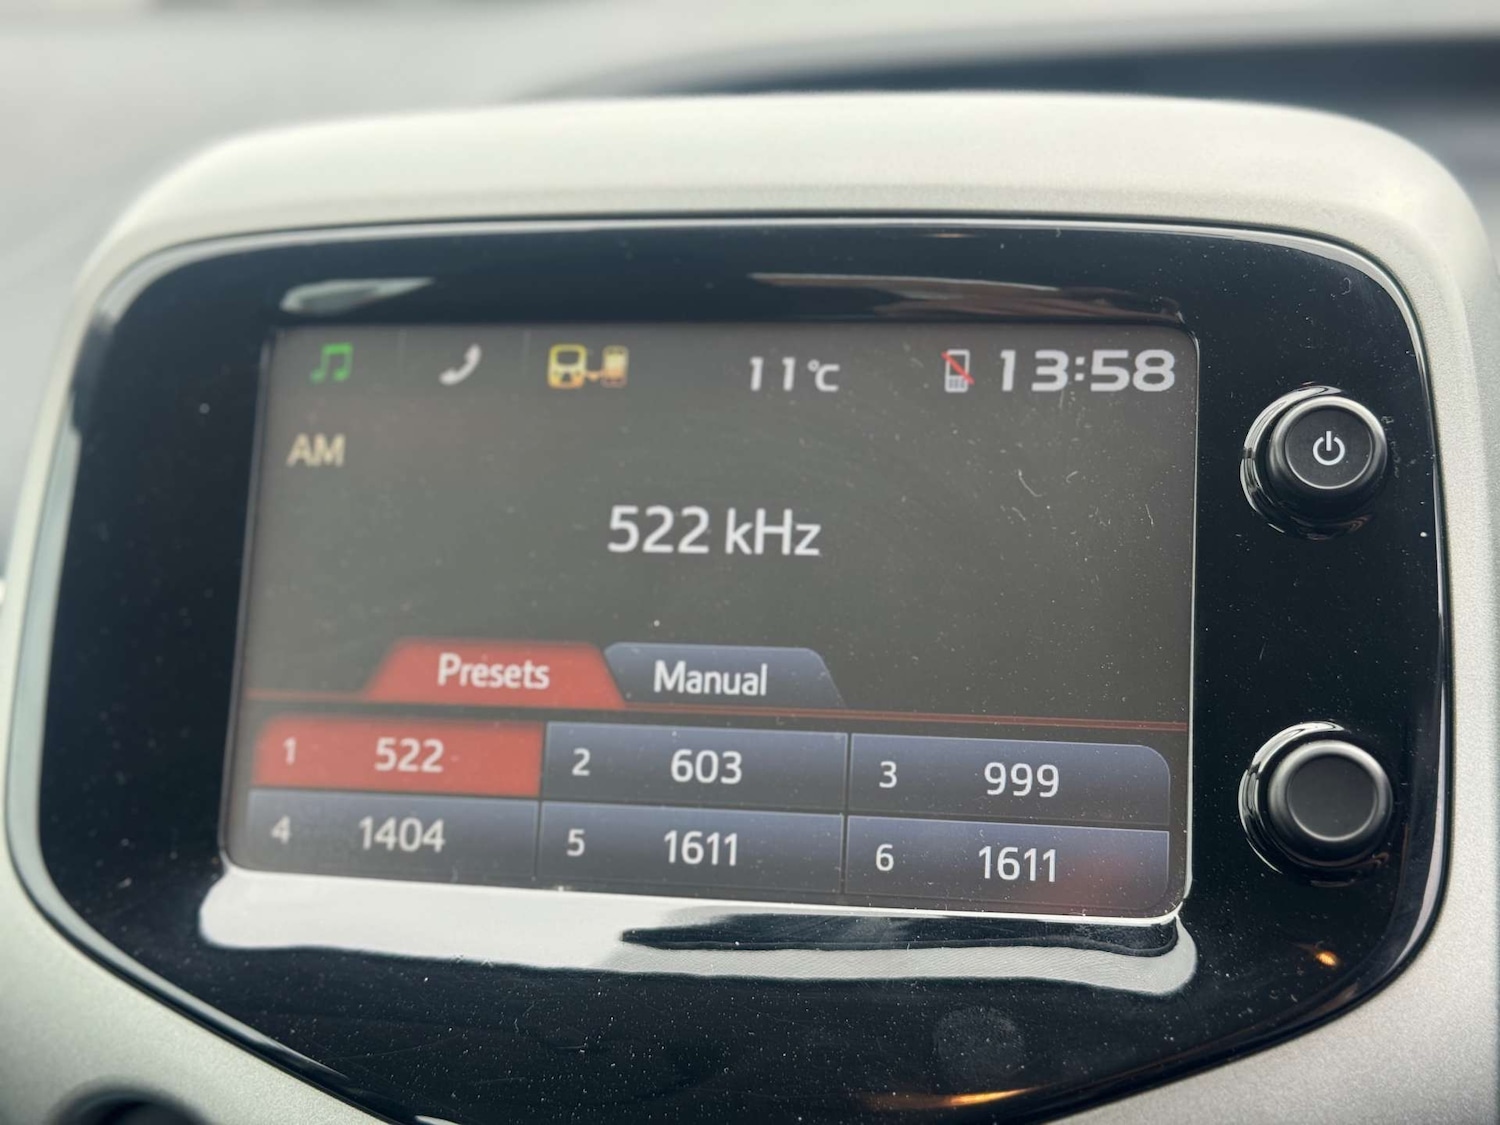 11°C 13:58
AM
522 kHz
Presets Manual
1 522 2 603 3 999
4 1404 5 1611 6 1611